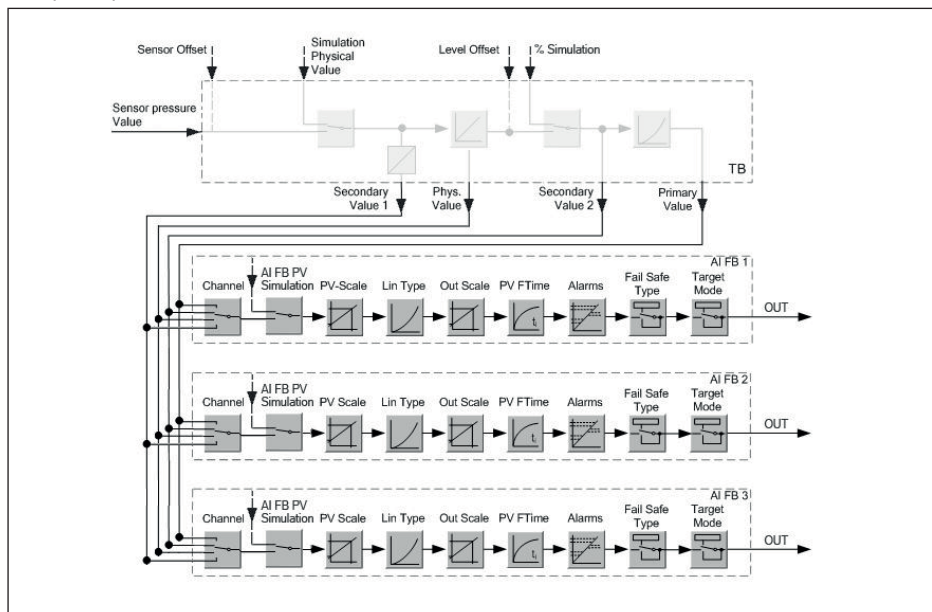 Sensor Offset
Simulation
Physical
Value
Level Offset
% Simulation
Sensor pressure
Value
TB
Secondary
Value 1
Phys.
Value
Secondary
Value 2
Primary
Value
AI FB 1
Channel
AI FB PV
Simulation
PV-Scale
Lin Type
Out Scale
PV FTime
Alarms
Fail Safe
Type
Target
Mode
OUT
AI FB 2
Channel
AI FB PV
Simulation
PV Scale
Lin Type
Out Scale
PV FTime
Alarms
Fail Safe
Type
Target
Mode
OUT
AI FB 3
Channel
AI FB PV
Simulation
PV Scale
Lin Type
Out Scale
PV FTime
Alarms
Fail Safe
Type
Target
Mode
OUT